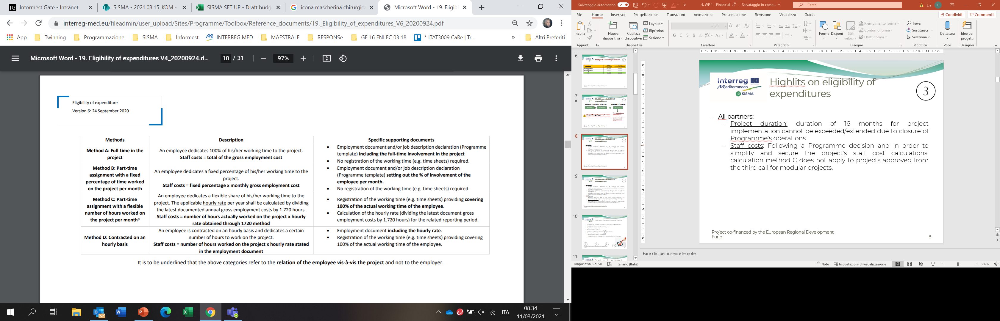 Informest Gate - Intranet
SISMA - 2021.03.15_KOM -
SISMA SET UP - Draft budg
icona mascherina chirurgica
Microsoft Word - 19. Eligibi
interreg-med.eu/fileadmin/user_upload/Sites/Programme/Toolbox/Reference_documents/19._Eligibility_of_expenditures_V6_20200924.pdf
App Twinning Programmazione SISMA Informest INTERREG MED MAESTRALE RESPONSe GE 16 ENI EC 03 18 * ITAT3009 CaRe | Tr... » Altri Preferiti
Microsoft Word - 19. Eligibility of expenditures V4_20200924.d... 10 / 31 97%
Eligibility of expenditure
Version 6: 24 September 2020
Methods Description Specific supporting documents
Method A: Full-time in the
project
An employee dedicates 100% of his/her working time to the project.
Staff costs = total of the gross employment cost
• Employment document and/or job description declaration (Programme
template) including the full-time involvement in the project
• No registration of the working time (e.g. time sheets) required.
Method B: Part-time
assignment with a fixed
percentage of time worked
on the project per month
An employee dedicates a fixed percentage of his/her working time to the
project.
Staff costs = fixed percentage x monthly gross employment cost
• Employment document and/or job description declaration
(Programme template) setting out the % of involvement of the
employee per month.
• No registration of the working time (e.g. time sheets) required.
Method C: Part-time
assignment with a flexible
number of hours worked on
the project per month9
An employee dedicates a flexible share of his/her working time to the
project. The applicable hourly rate per year shall be calculated by dividing
the latest documented annual gross employment costs by 1.720 hours.
Staff costs = number of hours actually worked on the project x hourly
rate obtained through 1720 method
• Registration of the working time (e.g. time sheets) providing covering
100% of the actual working time of the employee.
• Calculation of the hourly rate (dividing the latest document gross
employment costs by 1.720 hours) for the related reporting period.
Method D: Contracted on an
hourly basis
An employee is contracted on an hourly basis and dedicates a certain
number of hours to work on the project.
Staff costs = number of hours worked on the project x hourly rate stated
in the employment document
• Employment document including the hourly rate.
• Registration of the working time (e.g. time sheets) providing covering
100% of the actual working time of the employee.
It is to be underlined that the above categories refer to the relation of the employee vis-à-vis the project and not to the employer.
ITA
08:34
11/03/2021
Salvataggio automatico
4. WP 1 - Financial - Salvataggio in corso...
Cerca
Lia
File Home Inserisci Progettazione Transizioni Animazioni Presentazione Revisione Visualizza Guida Condividi Commenti
Incolla
Nuova
diapositiva
Riutilizza
diapositive
Layout
Ripristina
Sezione
28
G C S S ab AV Aa
Forme Disponi Stili
veloci
Riempimento forma
Contorno forma
Effetti forma
Trova
Sostituisci
Seleziona
Dettatura
Idee per
progetti
Appunti Diapositive Carattere Paragrafo Disegno Modifica Voce Designer
6
7
8
9
10
11
Interreg
Mediterranean
SISMA
Highlits on eligibility of
expenditures
3
- All partners:
- Project duration: duration of 16 months for project
implementation cannot be exceeded/extended due to closure of
Programme's operations.
- Staff costs: Following a Programme decision and in order to
simplify and secure the project's staff cost calculations,
calculation method C does not apply to projects approved from
the third call for modular projects.
Project co-financed by the European Regional Development
Fund
8
Fare clic per inserire le note
Diapositiva 8 di 50 Italiano (Italia) Note Impostazioni di visualizzazione 86%